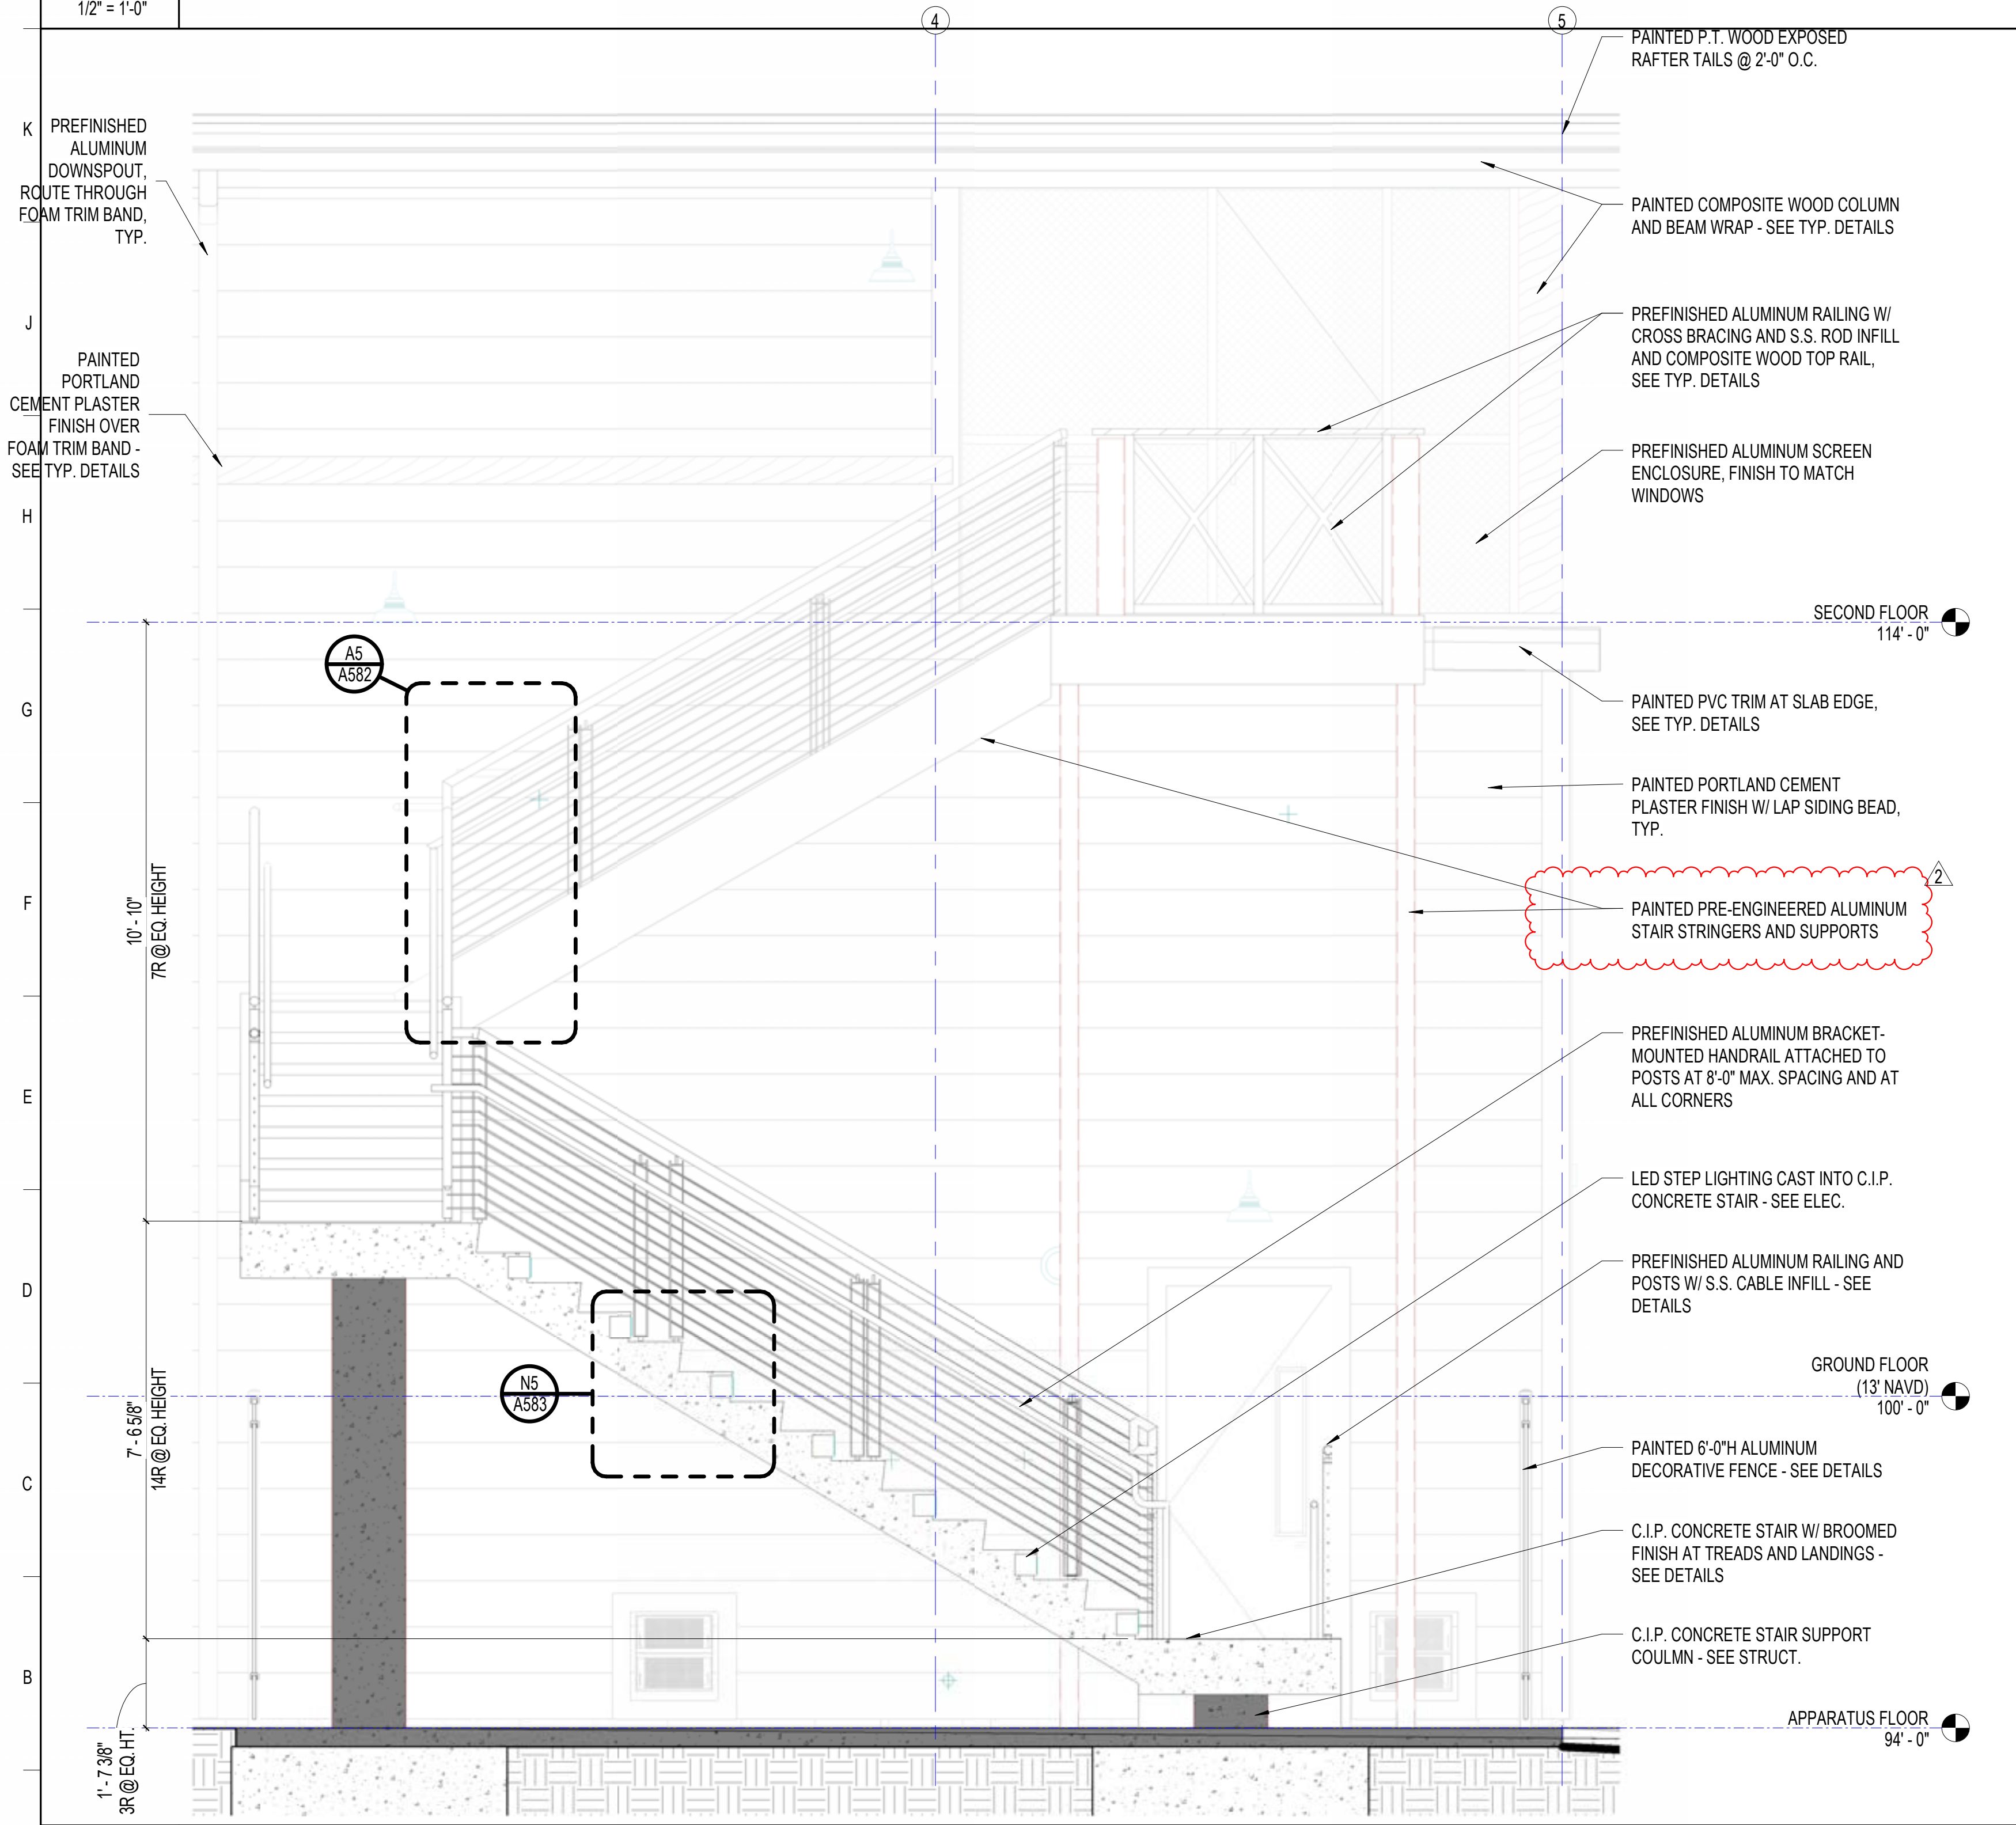 1/2" = 1'-0"
4
5
K
J
H
G
F
E
D
C
B
PREFINISHED
ALUMINUM
DOWNSPOUT,
ROUTE THROUGH
FOAM TRIM BAND,
TYP.
PAINTED
PORTLAND
CEMENT PLASTER
FINISH OVER
FOAM TRIM BAND -
SEE TYP. DETAILS
A5
A582
10' - 10"
7R @ EQ. HEIGHT
N5
A583
7' - 6 5/8"
14R @ EQ. HEIGHT
1' - 7 3/8"
3R @ EQ. HT.
PAINTED P.T. WOOD EXPOSED
RAFTER TAILS @ 2'-0" O.C.
PAINTED COMPOSITE WOOD COLUMN
AND BEAM WRAP - SEE TYP. DETAILS
PREFINISHED ALUMINUM RAILING W/
CROSS BRACING AND S.S. ROD INFILL
AND COMPOSITE WOOD TOP RAIL,
SEE TYP. DETAILS
PREFINISHED ALUMINUM SCREEN
ENCLOSURE, FINISH TO MATCH
WINDOWS
SECOND FLOOR
114' - 0"
PAINTED PVC TRIM AT SLAB EDGE,
SEE TYP. DETAILS
PAINTED PORTLAND CEMENT
PLASTER FINISH W/ LAP SIDING BEAD,
TYP.
2
PAINTED PRE-ENGINEERED ALUMINUM
STAIR STRINGERS AND SUPPORTS
PREFINISHED ALUMINUM BRACKET-
MOUNTED HANDRAIL ATTACHED TO
POSTS AT 8'-0" MAX. SPACING AND AT
ALL CORNERS
LED STEP LIGHTING CAST INTO C.I.P.
CONCRETE STAIR - SEE ELEC.
PREFINISHED ALUMINUM RAILING AND
POSTS W/ S.S. CABLE INFILL - SEE
DETAILS
GROUND FLOOR
(13' NAVD)
100' - 0"
PAINTED 6'-0"H ALUMINUM
DECORATIVE FENCE - SEE DETAILS
C.I.P. CONCRETE STAIR W/ BROOMED
FINISH AT TREADS AND LANDINGS -
SEE DETAILS
C.I.P. CONCRETE STAIR SUPPORT
COULMN - SEE STRUCT.
APPARATUS FLOOR
94' - 0"